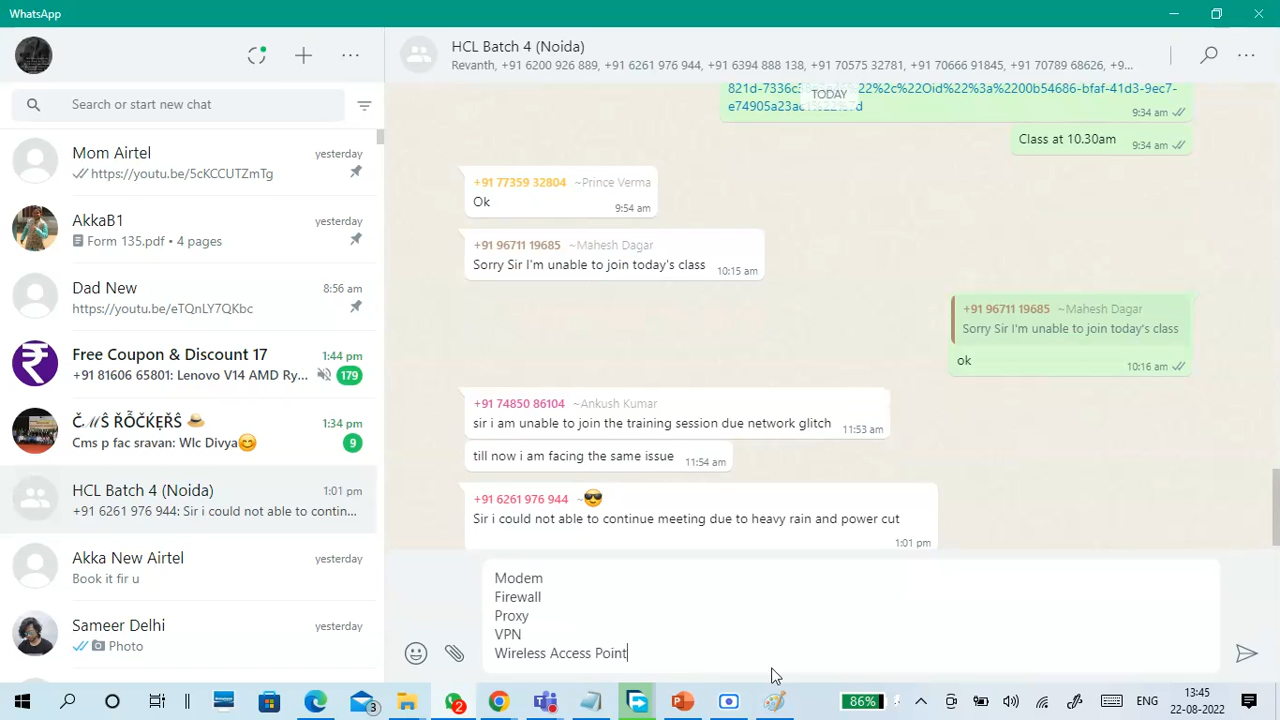 WhatsApp
Search or start new chat
Mom Airtel
yesterday
https://youtu.be/5cKCCUTZmTg
AkkaB1
yesterday
Form 135.pdf • 4 pages
Dad New
8:56 am
https://youtu.be/eTQnLY7QKbc
Free Coupon & Discount 17
1:44 pm
+91 81606 65801: Lenovo V14 AMD Ry...
179
Č ℳ Š ŘỖČḰẸŘŜ
1:34 pm
Cms p fac sravan: Wlc Divya😊
9
HCL Batch 4 (Noida)
1:01 pm
+91 6261 976 944: Sir i could not able to contin...
Akka New Airtel
yesterday
Book it fir u
Sameer Delhi
yesterday
Photo
HCL Batch 4 (Noida)
Revanth, +91 6200 926 889, +91 6261 976 944, +91 6394 888 138, +91 70575 32781, +91 70666 91845, +91 70789 68626, +9...
TODAY
e74905a23a
9:34 am
Class at 10.30am
9:34 am
+91 77359 32804 ~Prince Verma
Ok
9:54 am
+91 96711 19685 ~Mahesh Dagar
Sorry Sir I'm unable to join today's class
10:15 am
+91 96711 19685 ~Mahesh Dagar
Sorry Sir I'm unable to join today's class
ok
10:16 am
+91 74850 86104 ~Ankush Kumar
sir i am unable to join the training session due network glitch
11:53 am
till now i am facing the same issue
11:54 am
+91 6261 976 944 ~😎
Sir i could not able to continue meeting due to heavy rain and power cut
1:01 pm
Modem
Firewall
Proxy
VPN
Wireless Access Point
3
2
86%
ENG
13:45
22-08-2022